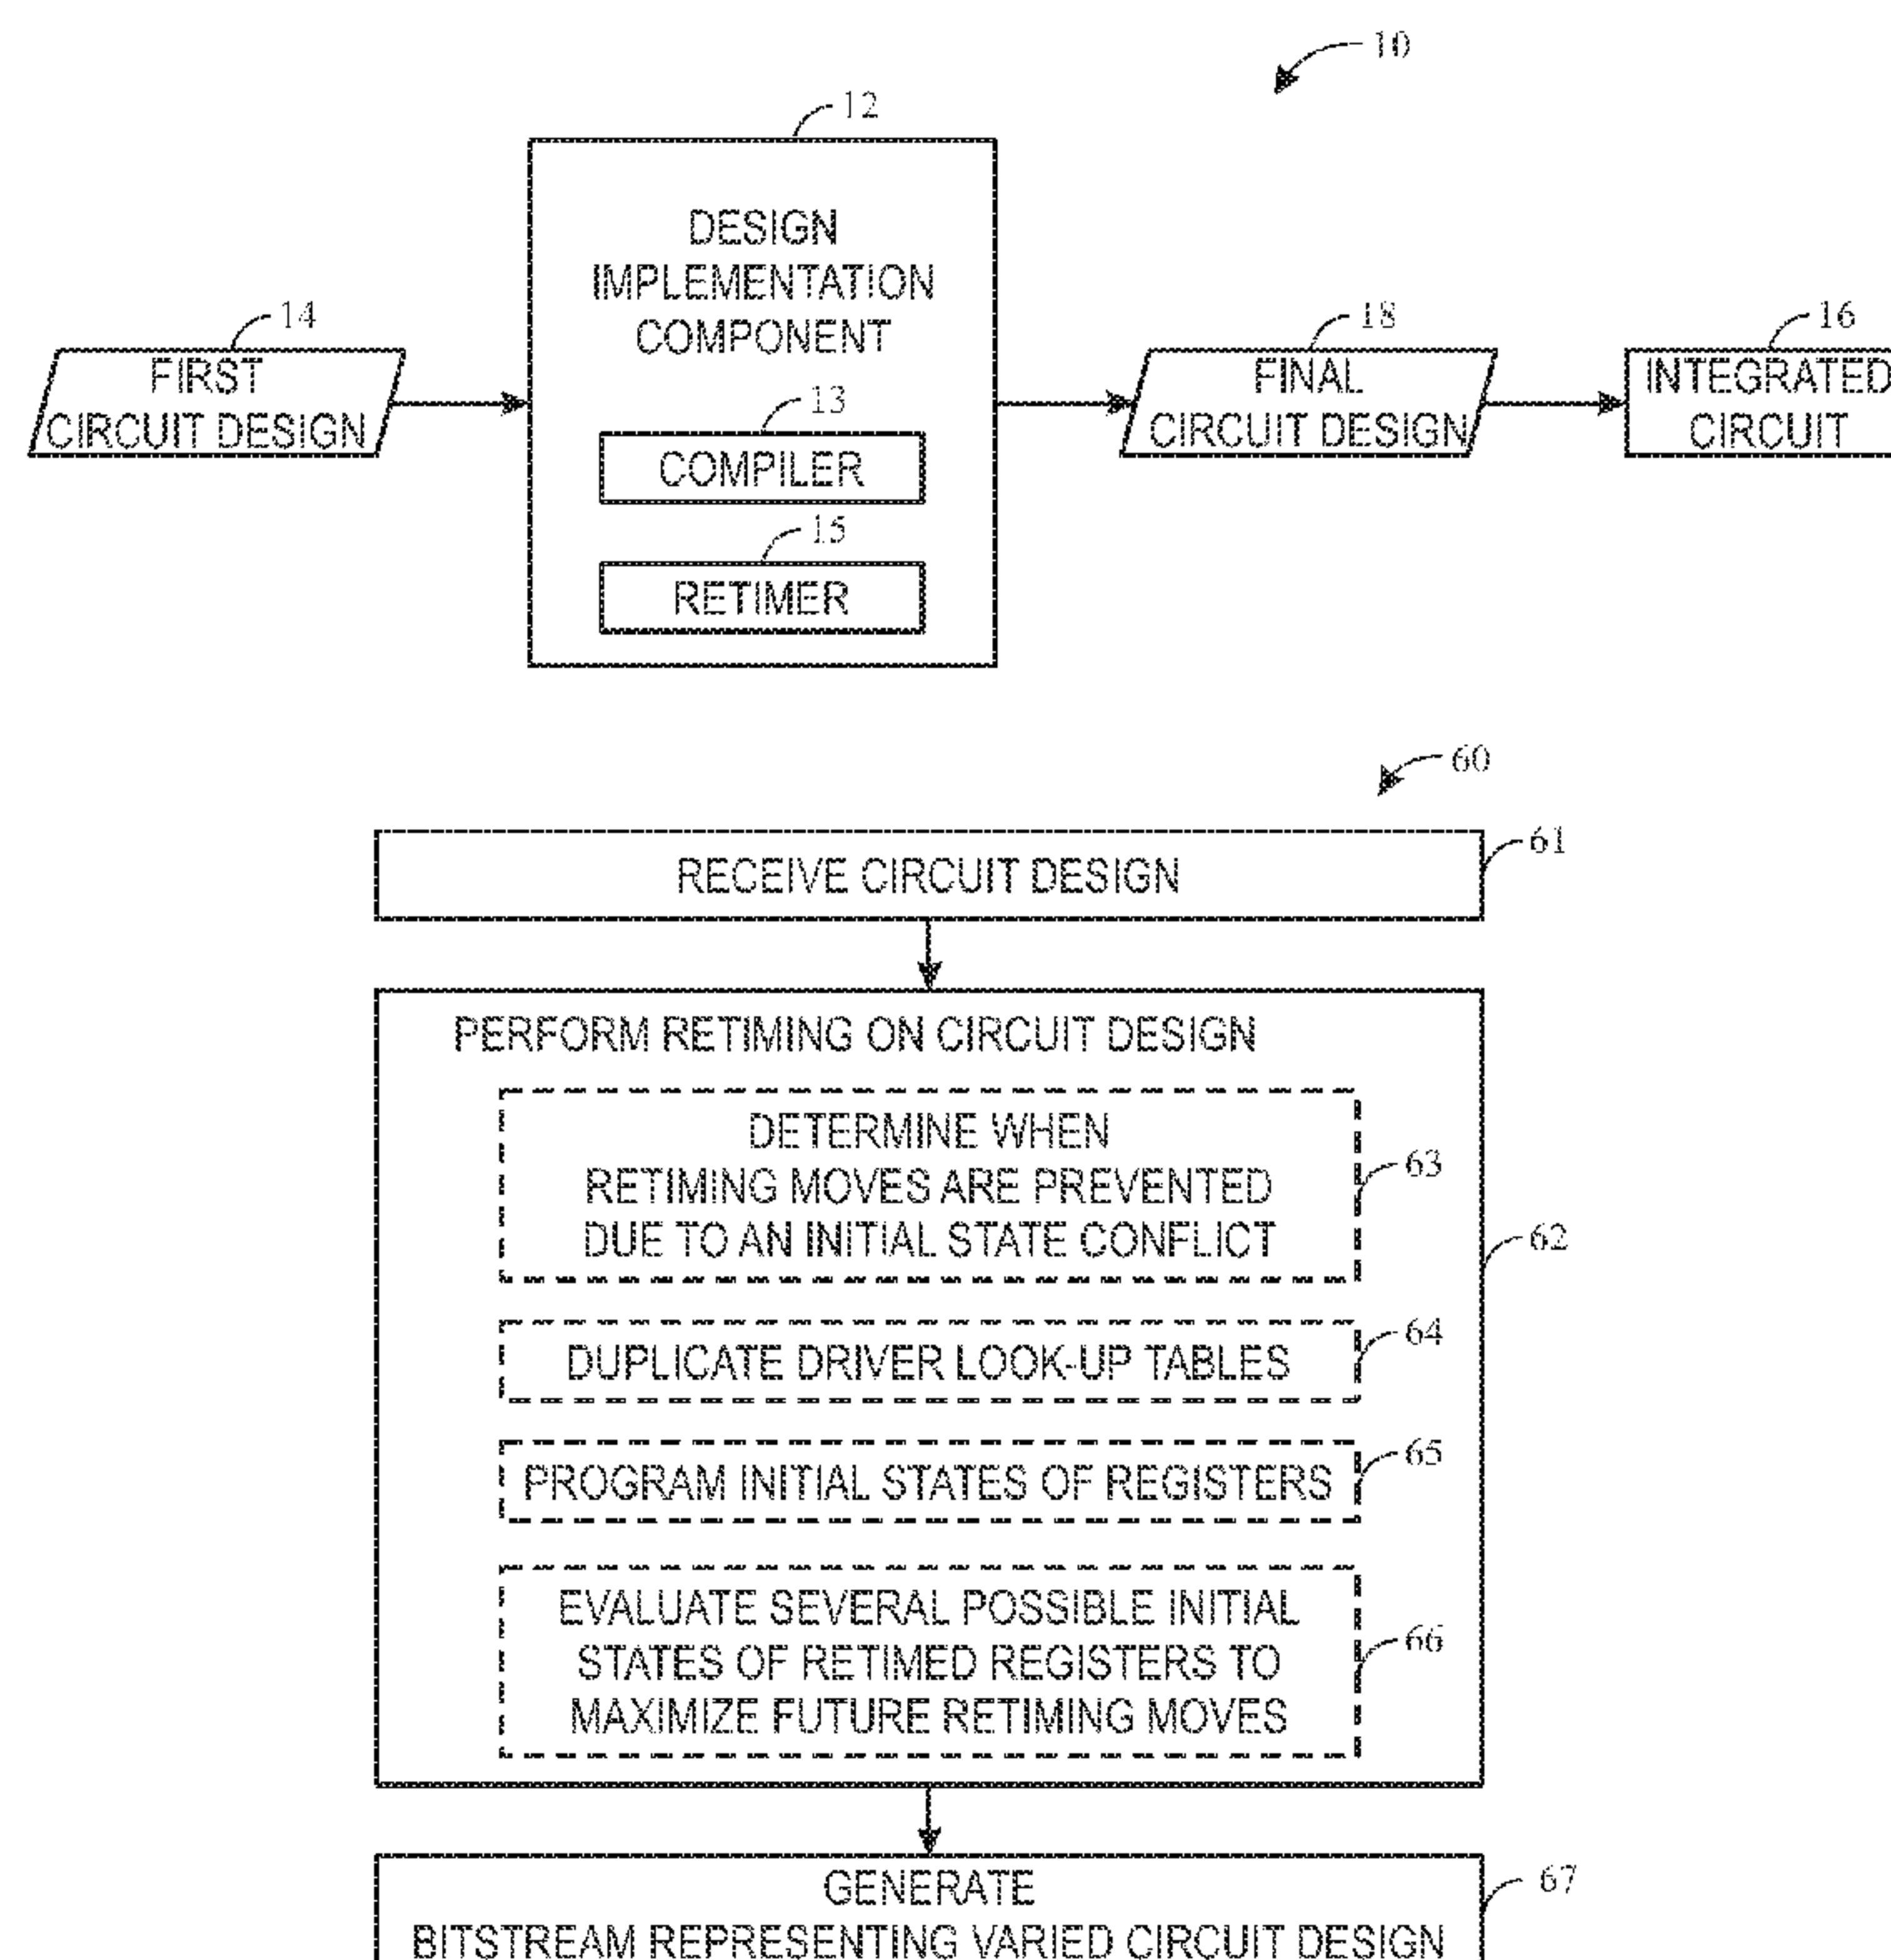 10
12
DESIGN
IMPLEMENTATION
COMPONENT
14
FIRST
CIRCUIT DESIGN
13
COMPILER
15
RETIMER
18
FINAL
CIRCUIT DESIGN
16
INTEGRATED
CIRCUIT
60
61
RECEIVE CIRCUIT DESIGN
62
PERFORM RETIMING ON CIRCUIT DESIGN
DETERMINE WHEN
RETIMING MOVES ARE PREVENTED
DUE TO AN INITIAL STATE CONFLICT
63
DUPLICATE DRIVER LOOK-UP TABLES
64
PROGRAM INITIAL STATES OF REGISTERS
65
EVALUATE SEVERAL POSSIBLE INITIAL
STATES OF RETIMED REGISTERS TO
MAXIMIZE FUTURE RETIMING MOVES
66
GENERATE
BITSTREAM REPRESENTING VARIED CIRCUIT DESIGN
67